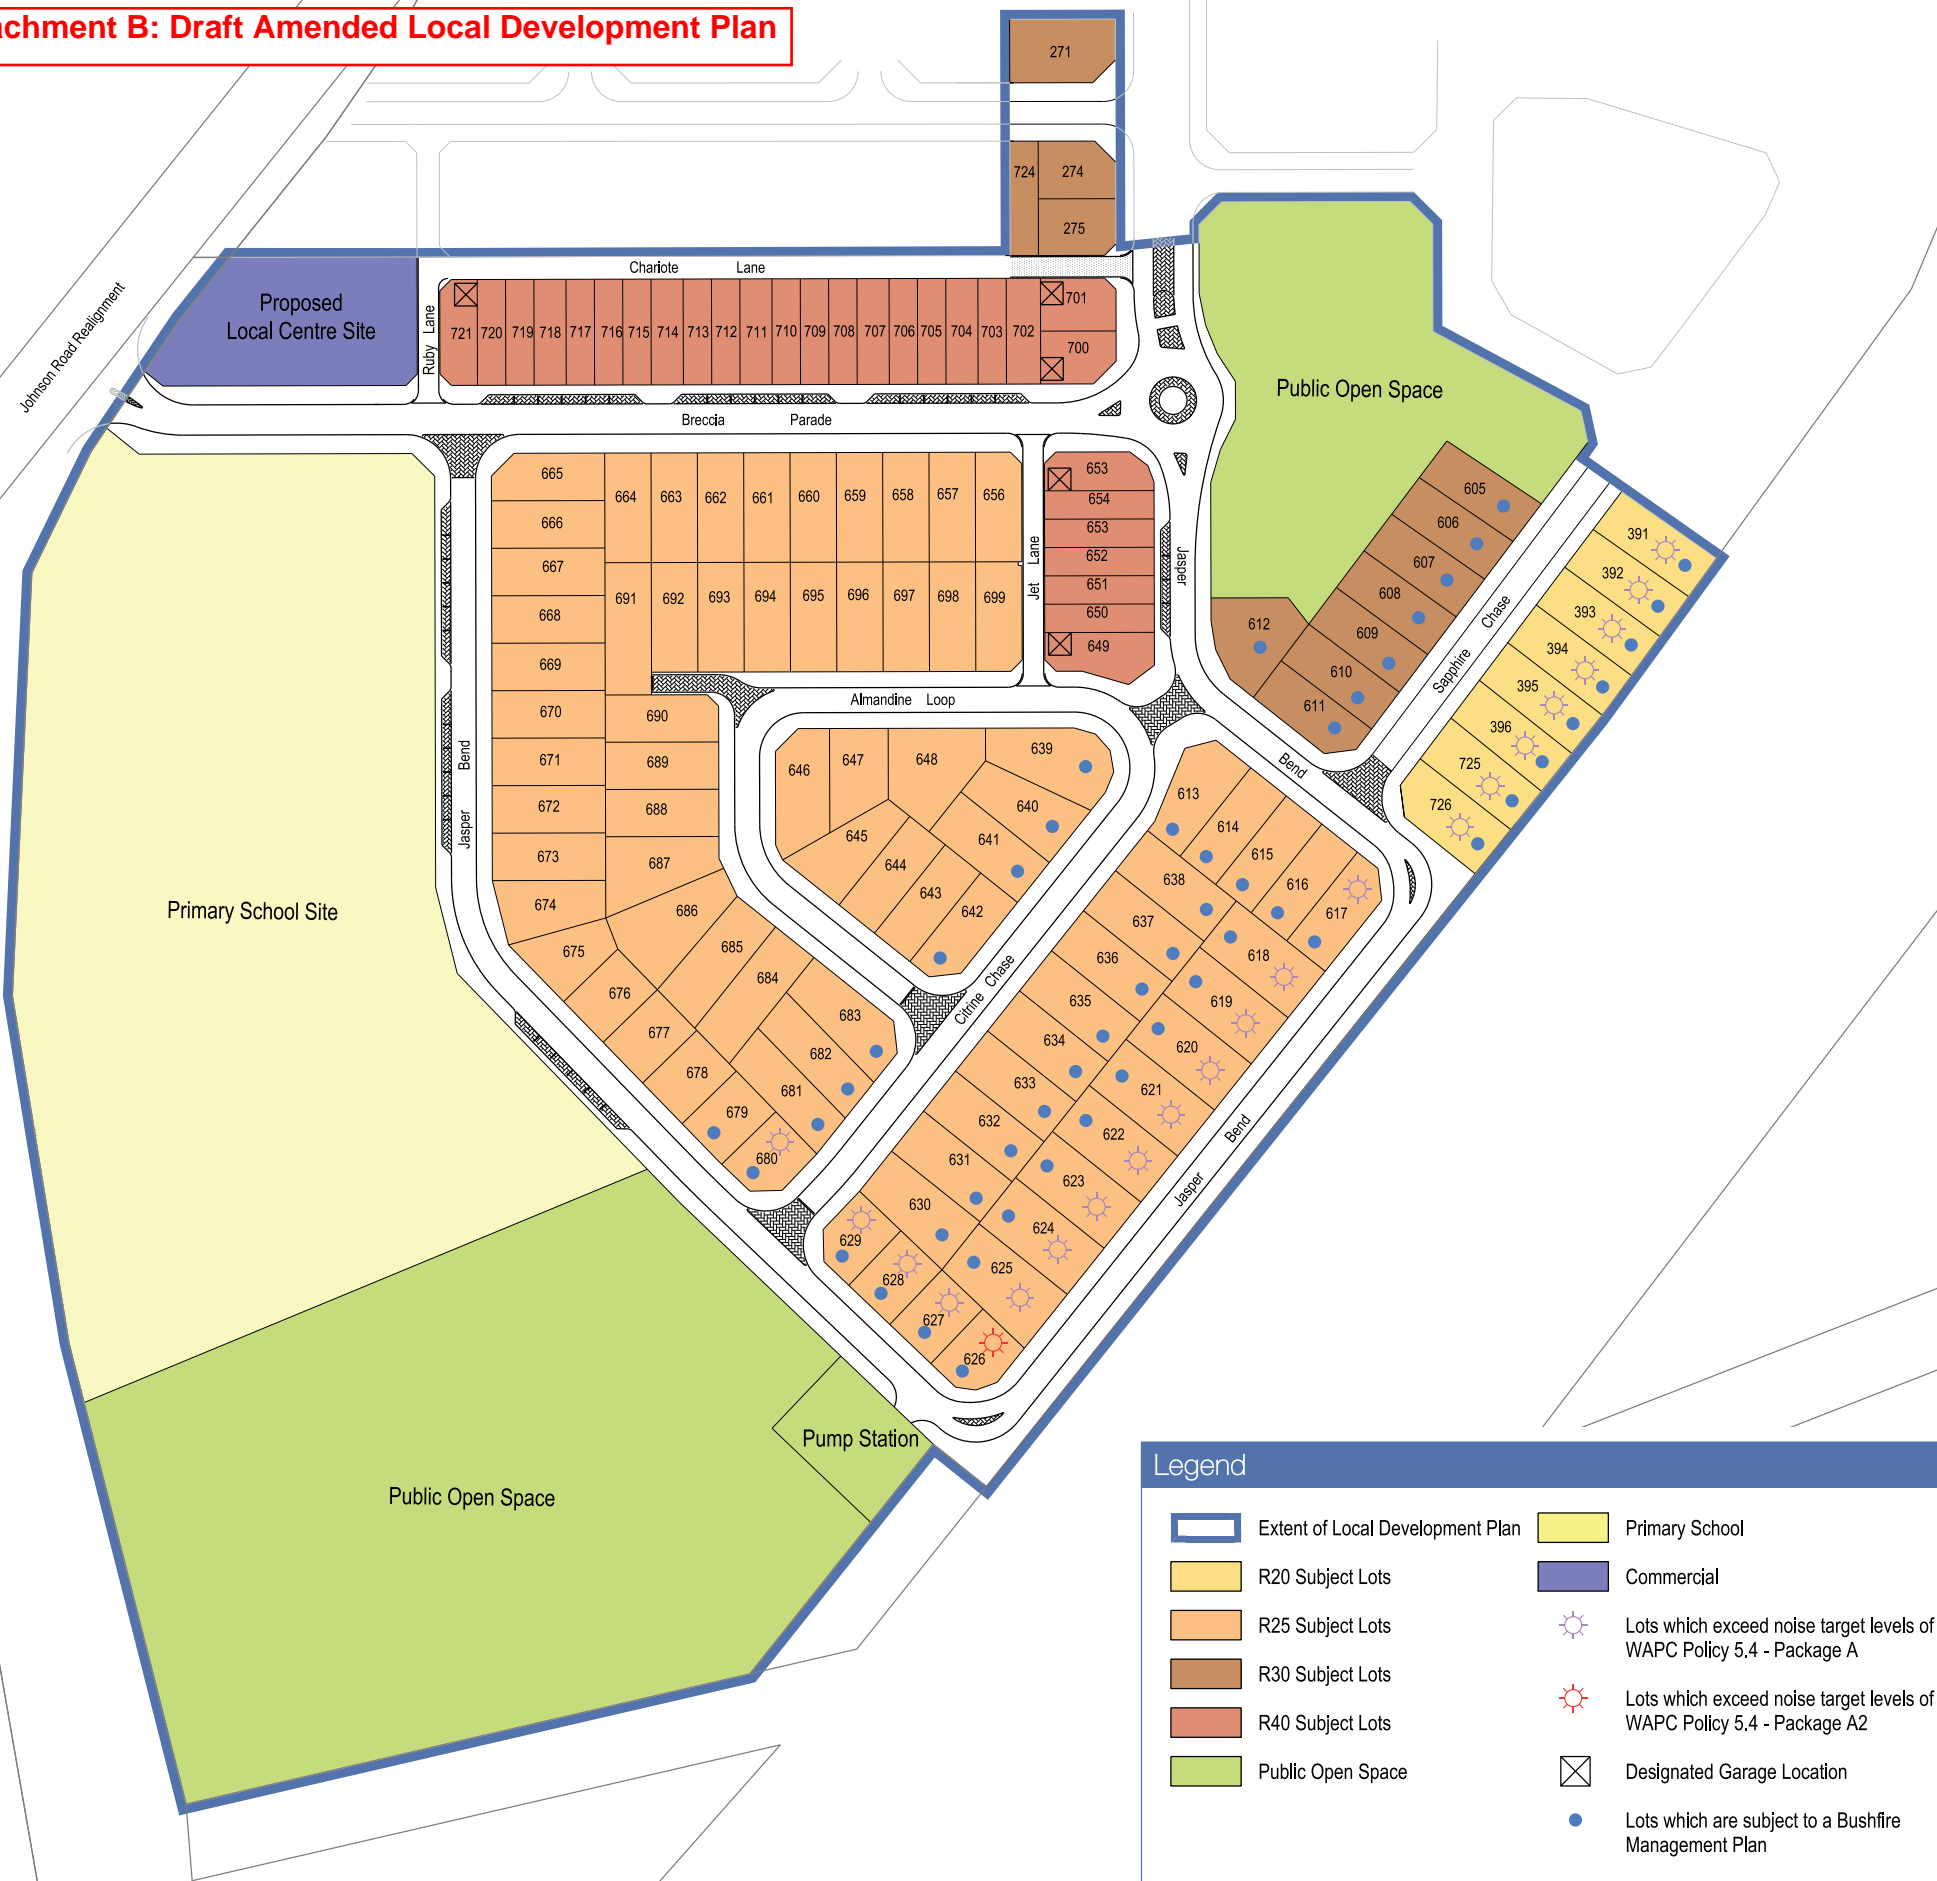 achment B: Draft Amended Local Development Plan
271
724
274
275
Johnson Road Realignment
Proposed
Local Centre Site
Ruby Lane
Chariote Lane
721 720 719 718 717 716 715 714 713 712 711 710 709 708 707 706 705 704 703 702
701
700
Breccia Parade
Public Open Space
Primary School Site
Jasper Bend
665
666
667
668
669
670
671
672
673
674
664 663 662 661 660 659 658 657 656
691 692 693 694 695 696 697 698 699
690
689
688
687
686
685
684
683
682
681
680
675
676
677
678
679
Jet Lane
653
654
653
652
651
650
649
Jasper
Bend
Almandine Loop
646
647
648
639
640
641
642
643
644
645
Citrine Chase
605
606
607
608
609
610
611
612
Sapphire Chase
391
392
393
394
395
396
725
726
613
614
615
616
617
638
637
636
635
634
633
632
631
630
629
628
627
626
618
619
620
621
622
623
624
625
Jasper Bend
Pump Station
Public Open Space
Legend
Extent of Local Development Plan
R20 Subject Lots
R25 Subject Lots
R30 Subject Lots
R40 Subject Lots
Public Open Space
Primary School
Commercial
Lots which exceed noise target levels of
WAPC Policy 5.4 - Package A
Lots which exceed noise target levels of
WAPC Policy 5.4 - Package A2
Designated Garage Location
Lots which are subject to a Bushfire
Management Plan